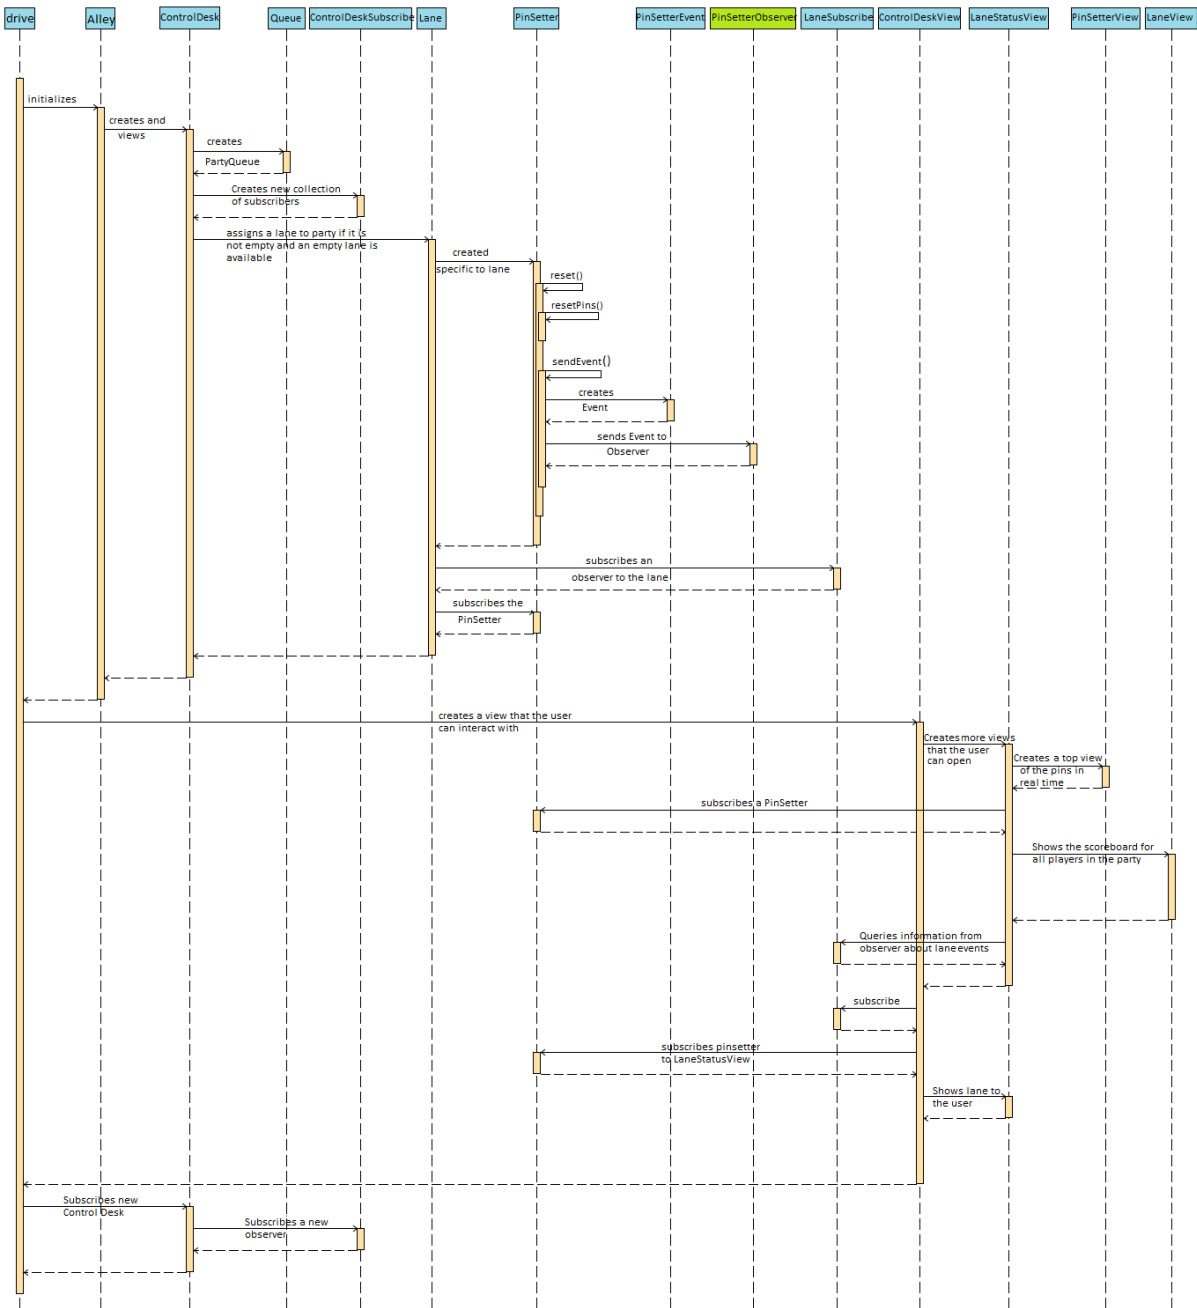 drive
Alley
ControlDesk
Queue
ControlDeskSubscribe
Lane
PinSetter
PinSetterEvent
PinSetterObserver
LaneSubscribe
ControlDeskView
LaneStatusView
PinSetterView
LaneView
initializes
creates and
views
creates
PartyQueue
Creates new collection
of subscribers
assigns a lane to party if it is
not empty and an empty lane is
available
created
specific to lane
reset()
resetPins()
sendEvent()
creates
Event
sends Event to
Observer
subscribes an
observer to the lane
subscribes the
PinSetter
creates a view that the user
can interact with
Creates more views
that the user
can open
Creates a top view
of the pins in
real time
subscribes a PinSetter
Shows the scoreboard for
all players in the party
Queries information from
observer about lane events
subscribe
subscribes pinsetter
to LaneStatusView
Shows lane to
the user
Subscribes new
Control Desk
Subscribes a new
observer